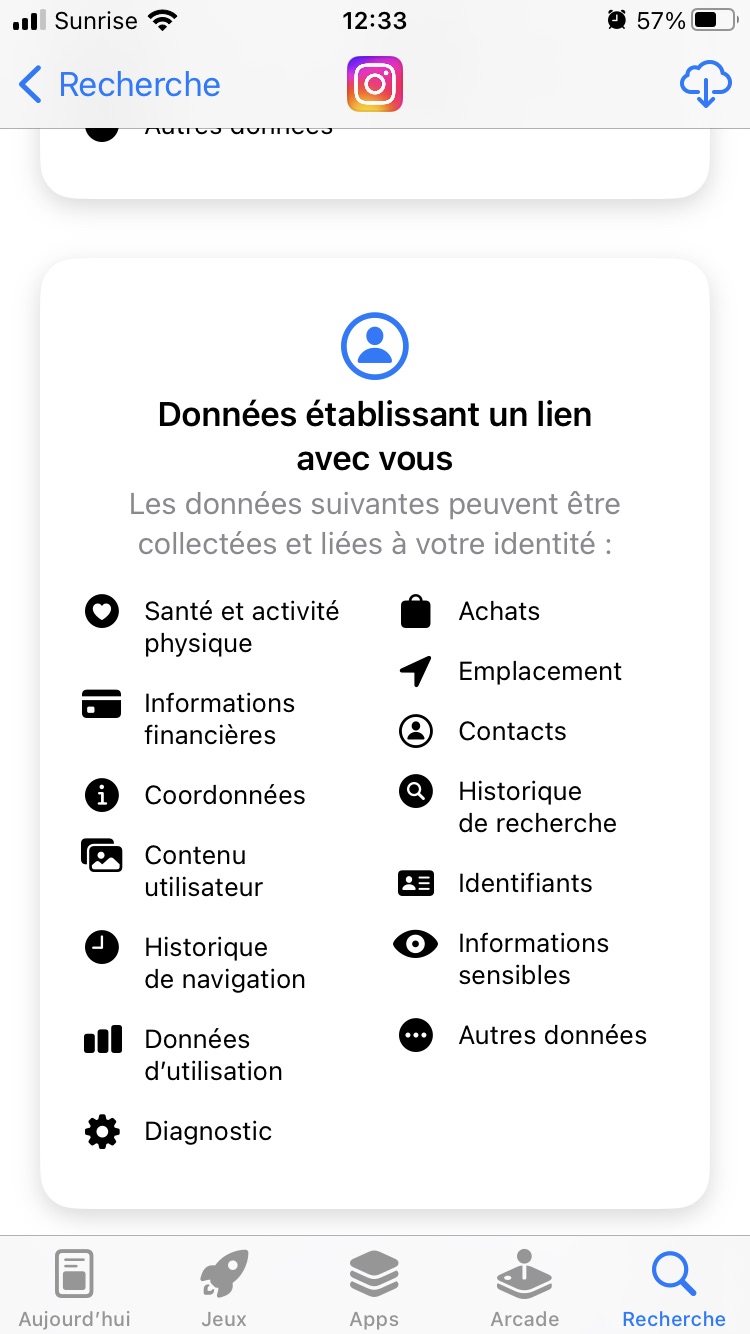 Sunrise
12:33
57%
Recherche
Autres données
Données établissant un lien
avec vous
Les données suivantes peuvent être
collectées et liées à votre identité :
Santé et activité
physique
Informations
financières
Coordonnées
Contenu
utilisateur
Historique
de navigation
Données
d’utilisation
Diagnostic
Achats
Emplacement
Contacts
Historique
de recherche
Identifiants
Informations
sensibles
Autres données
Aujourd’hui
Jeux
Apps
Arcade
Recherche